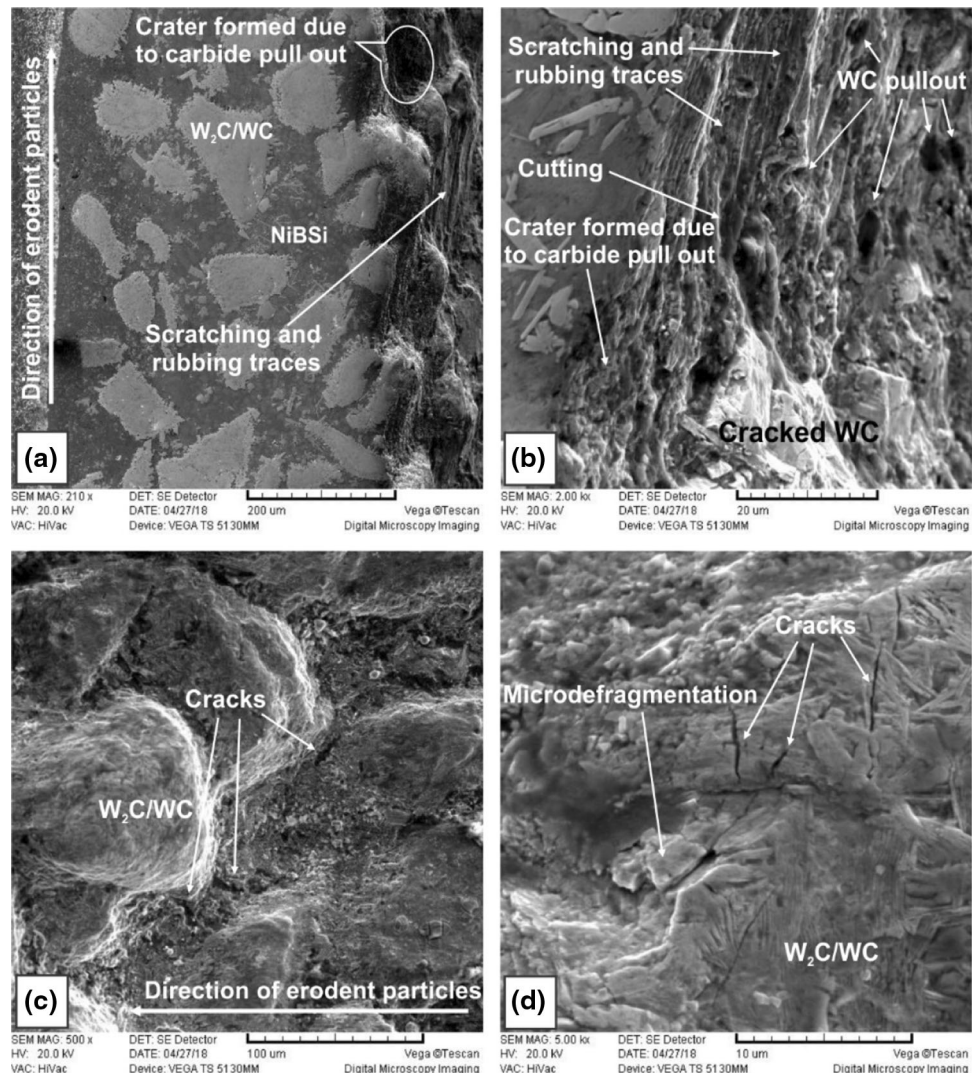 Crater formed due
to carbide pull out
W₂C/WC
NiBSi
Direction of erodent particles
Scratching and
rubbing traces
(a)
SEM MAG: 210 x
DET: SE Detector
HV: 20.0 kV
DATE: 04/27/18
200 um
Vega ©Tescan
VAC: HiVac
Device: VEGA TS 5130MM
Digital Microscopy Imaging
Scratching and
rubbing traces
WC pullout
Cutting
Crater formed due
to carbide pull out
Cracked WC
(b)
SEM MAG: 2.00 kx
DET: SE Detector
HV: 20.0 kV
DATE: 04/27/18
20 um
Vega ©Tescan
VAC: HiVac
Device: VEGA TS 5130MM
Digital Microscopy Imaging
Cracks
W₂C/WC
Direction of erodent particles
(c)
SEM MAG: 500 x
DET: SE Detector
HV: 20.0 kV
DATE: 04/27/18
100 um
Vega ©Tescan
VAC: HiVac
Device: VEGA TS 5130MM
Digital Microscopy Imaging
Cracks
Microdefragmentation
W₂C/WC
(d)
SEM MAG: 5.00 kx
DET: SE Detector
HV: 20.0 kV
DATE: 04/27/18
10 um
Vega ©Tescan
VAC: HiVac
Device: VEGA TS 5130MM
Digital Microscopy Imaging